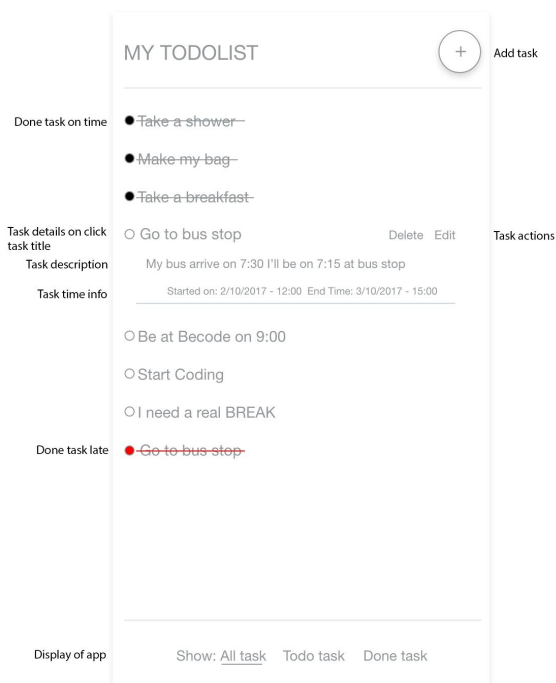 MY TODOLIST
+
Add task
Done task on time
Take a shower
Make my bag
Take a breakfast
Task details on click
task title
Go to bus stop
Delete Edit
Task actions
Task description
My bus arrive on 7:30 I'll be on 7:15 at bus stop
Task time info
Started on: 2/10/2017 - 12:00 End Time: 3/10/2017 - 15:00
Be at Becode on 9:00
Start Coding
I need a real BREAK
Done task late
Go to bus stop
Display of app
Show: All task Todo task Done task